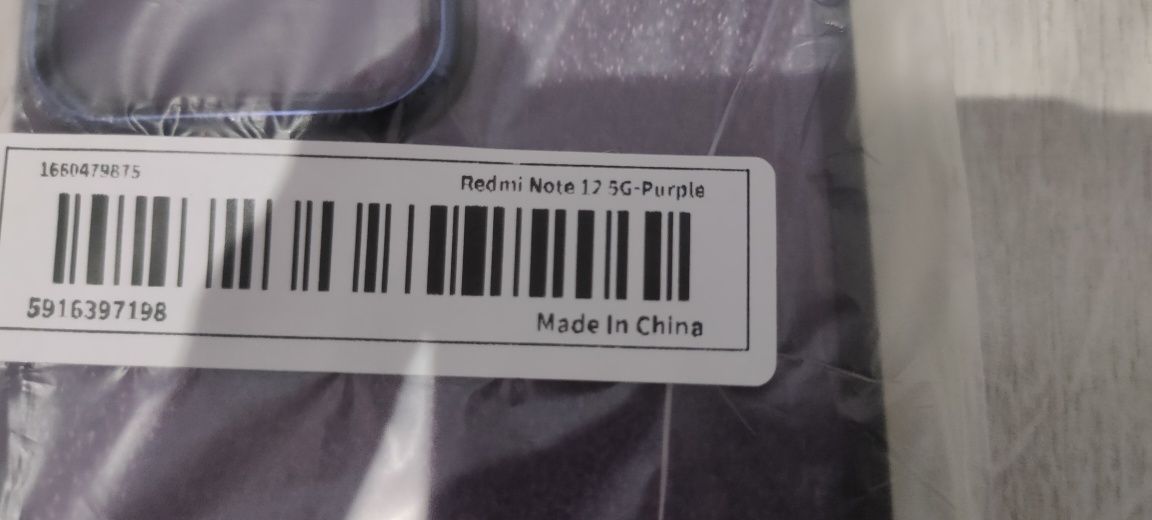 1660479875
Redmi Note 12 5G-Purple
5916397198
Made In China